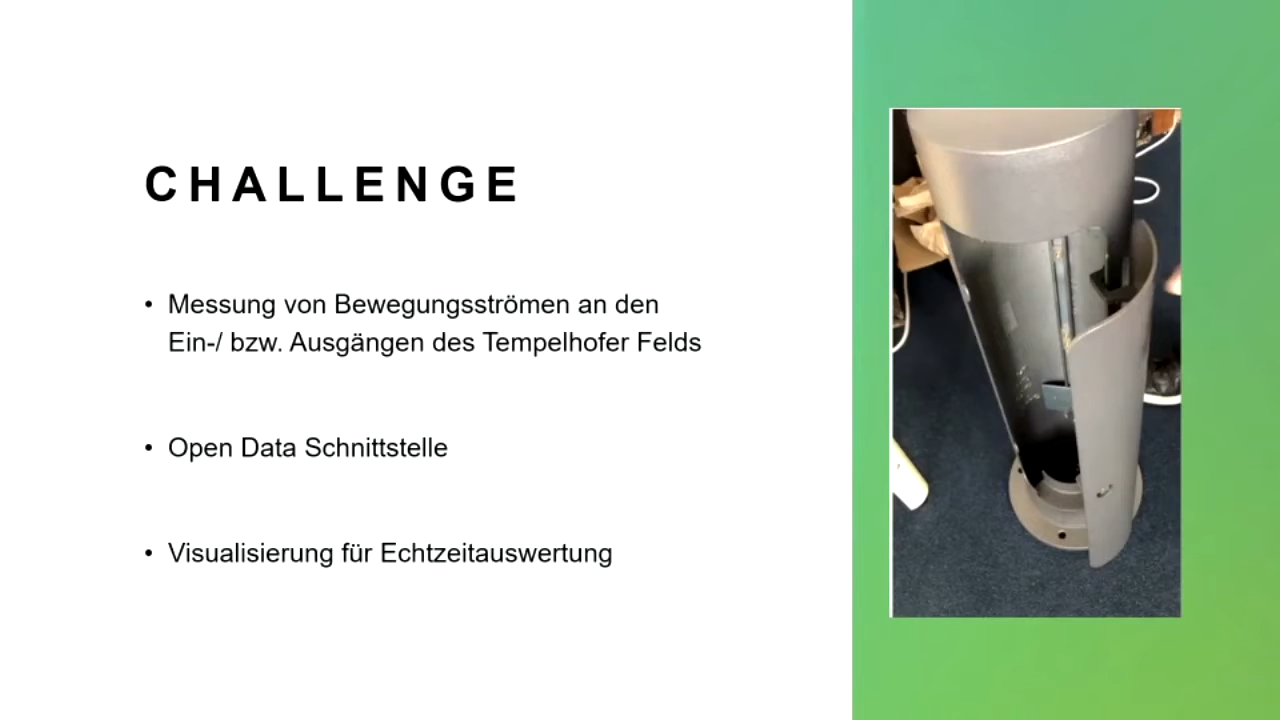 CHALLENGE
• Messung von Bewegungsströmen an den
Ein-/ bzw. Ausgängen des Tempelhofer Felds
• Open Data Schnittstelle
• Visualisierung für Echtzeitauswertung